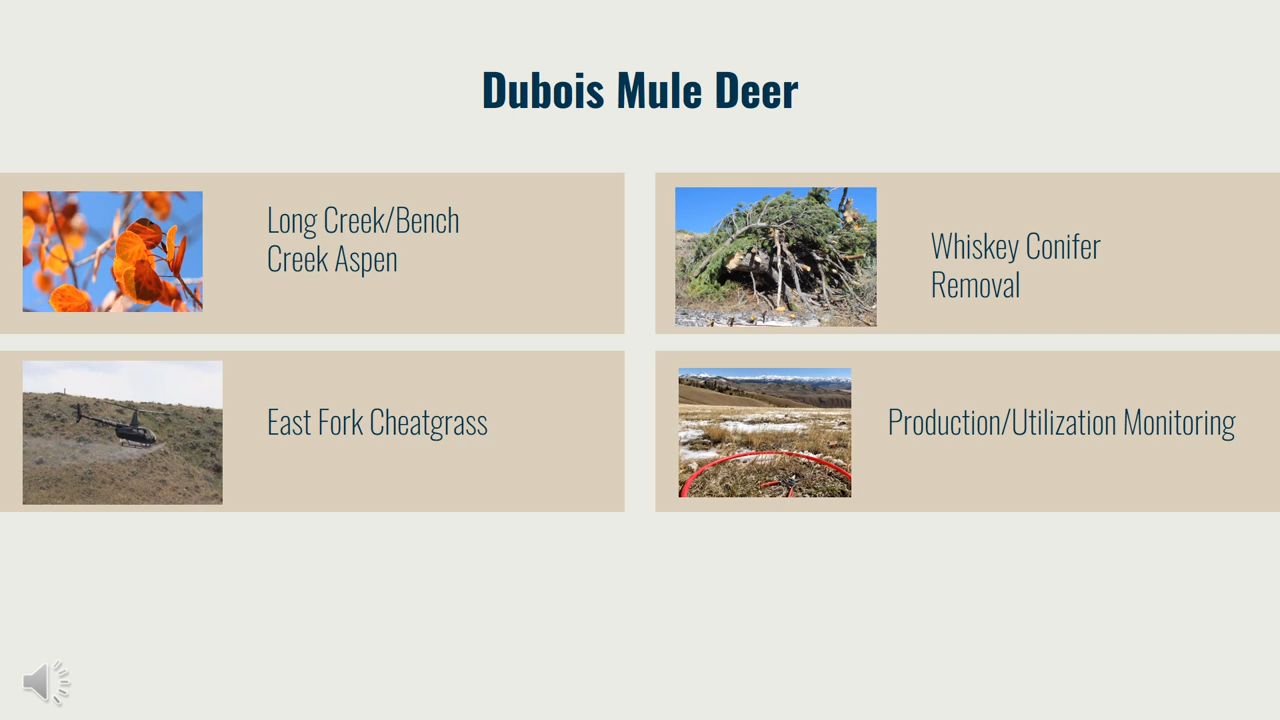 Dubois Mule Deer
Long Creek/Bench
Creek Aspen
Whiskey Conifer
Removal
East Fork Cheatgrass
Production/Utilization Monitoring